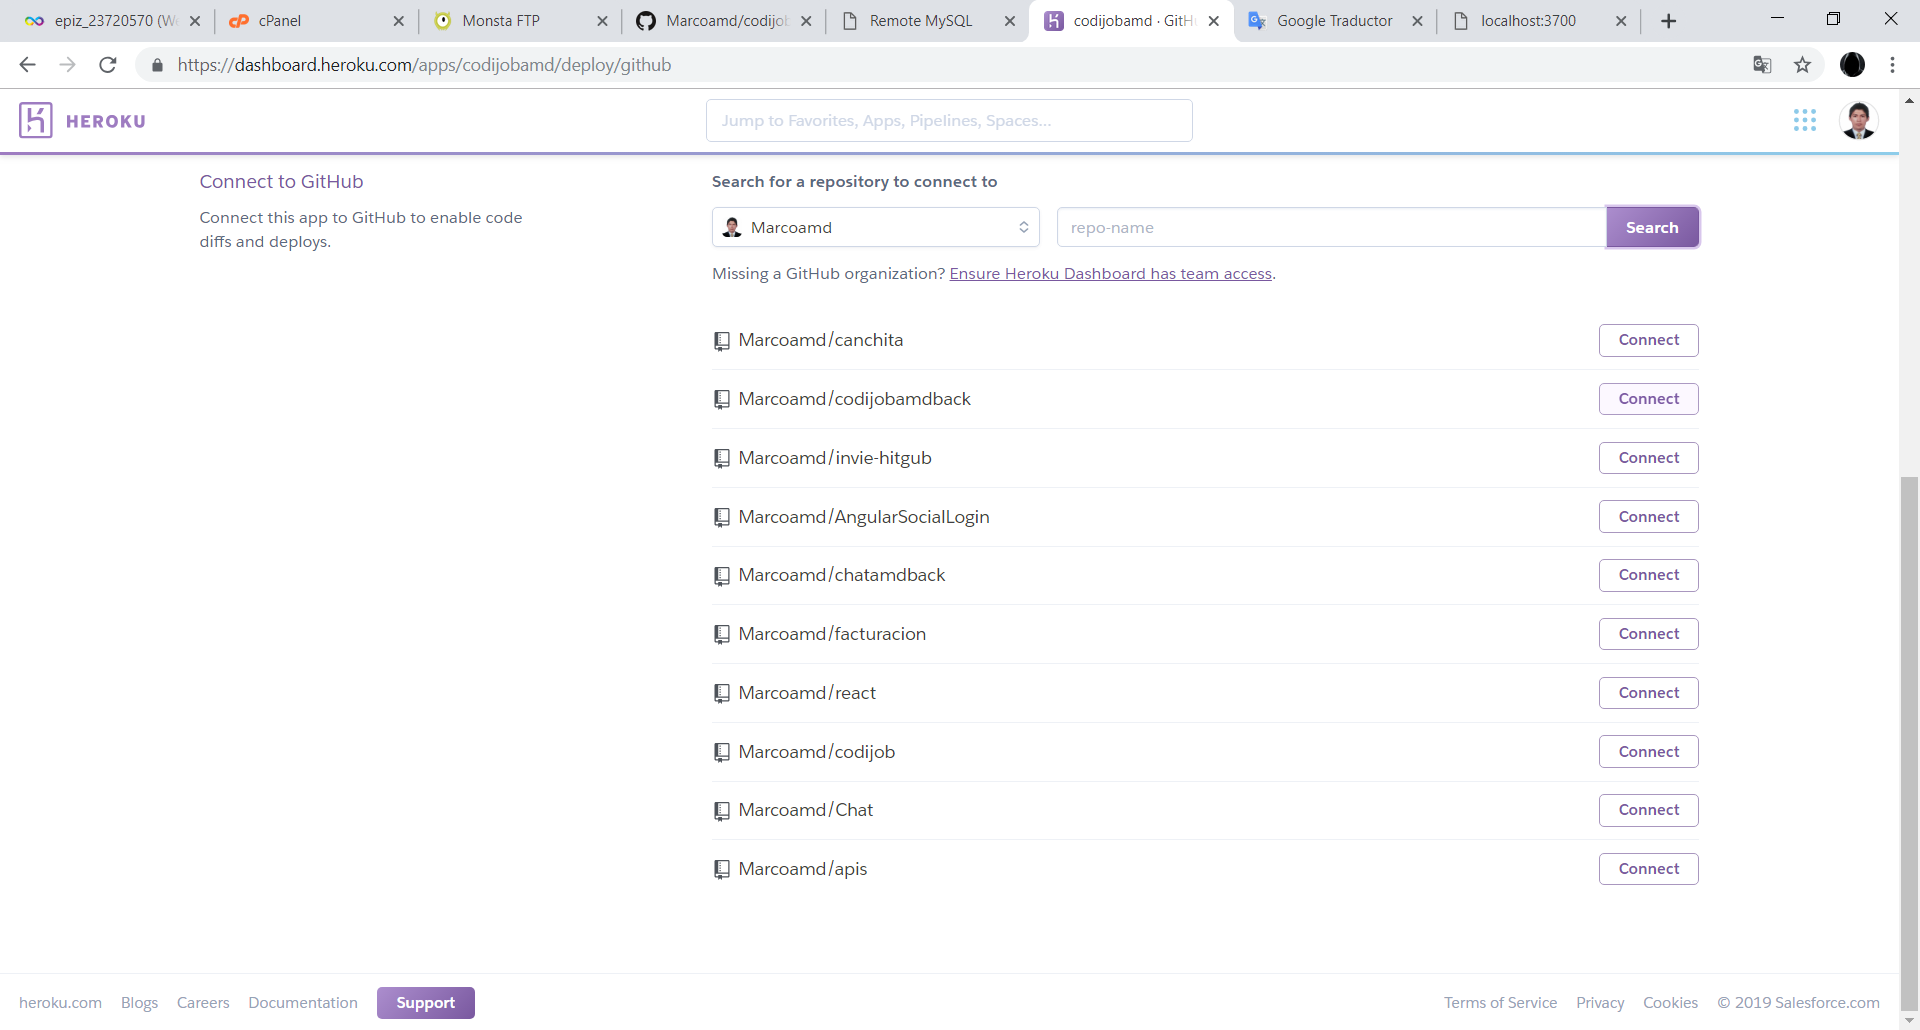 epiz_23720570 (W
cPanel
Monsta FTP
Marcoamd/codijob
Remote MySQL
codijobamd · GitH
Google Traductor
localhost:3700
https://dashboard.heroku.com/apps/codijobamd/deploy/github
HEROKU
Jump to Favorites, Apps, Pipelines, Spaces...
Connect to GitHub
Connect this app to GitHub to enable code
diffs and deploys.
Search for a repository to connect to
Marcoamd
repo-name
Search
Missing a GitHub organization? Ensure Heroku Dashboard has team access.
Marcoamd/canchita Connect
Marcoamd/codijobamdback Connect
Marcoamd/invie-hitgub Connect
Marcoamd/AngularSocialLogin Connect
Marcoamd/chatamdback Connect
Marcoamd/facturacion Connect
Marcoamd/react Connect
Marcoamd/codijob Connect
Marcoamd/Chat Connect
Marcoamd/apis Connect
heroku.com Blogs Careers Documentation Support Terms of Service Privacy Cookies © 2019 Salesforce.com